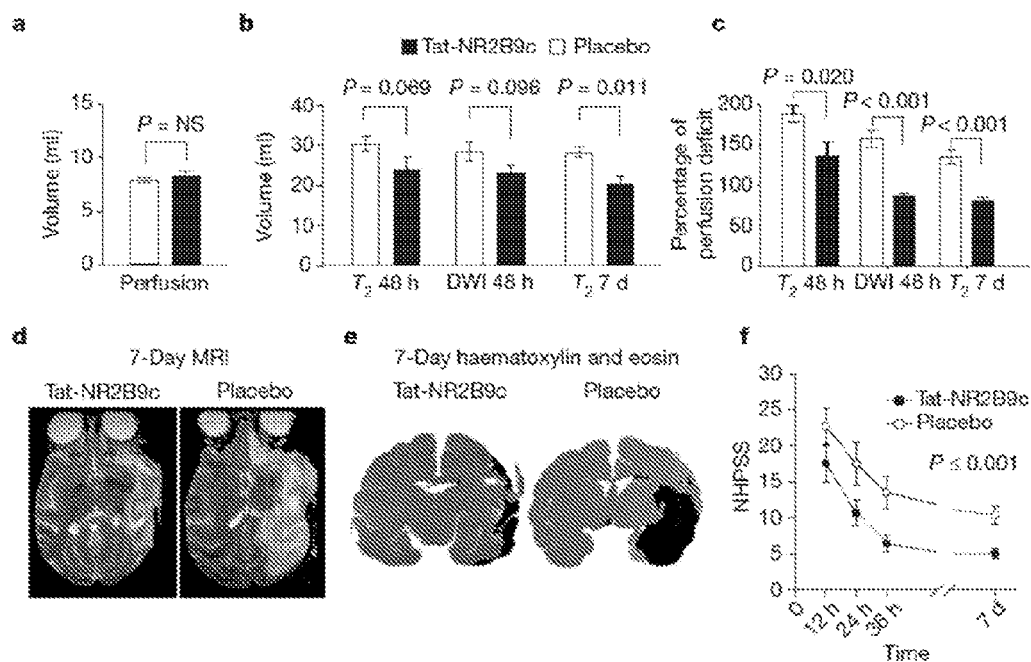 a
b
c
Tat-NR2B9c
Placebo
P = NS
Volume (ml)
15
10
5
0
Perfusion
P = 0.069
P = 0.098
P = 0.011
Volume (ml)
40
30
20
10
0
T2 48 h
DWI 48 h
T2 7 d
P = 0.020
P < 0.001
P < 0.001
Percentage of
perfusion deficit
200
150
100
50
0
T2 48 h
DWI 48 h
T2 7 d
d
7-Day MRI
Tat-NR2B9c
Placebo
e
7-Day haematoxylin and eosin
Tat-NR2B9c
Placebo
f
Tat-NR2B9c
Placebo
P ≤ 0.001
NHPSS
30
25
20
15
10
5
0
0
12 h
24 h
36 h
7 d
Time